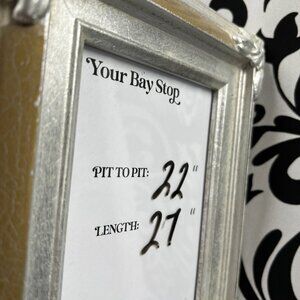 Your Bay Stop
PIT TO PIT: 22"
LENGTH: 27"